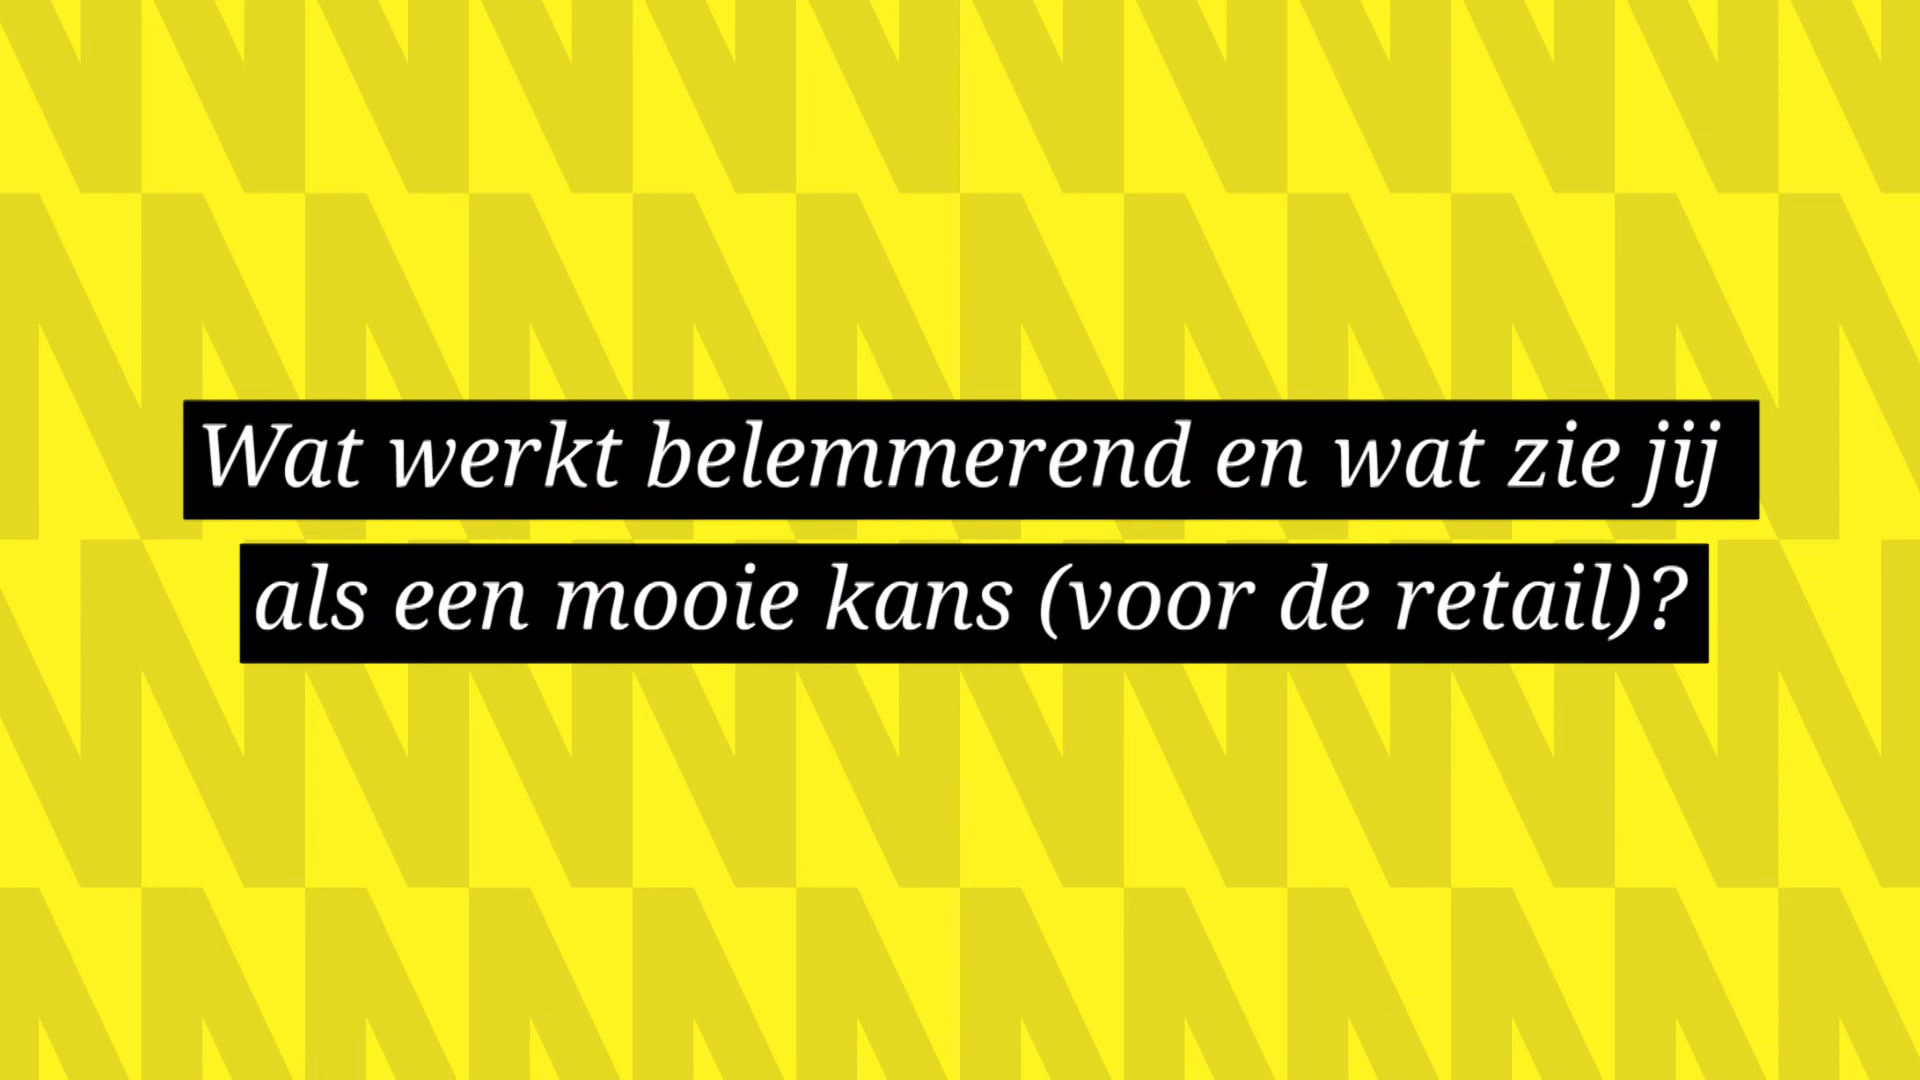 Wat werkt belemmerend en wat zie jij
als een mooie kans (voor de retail)?